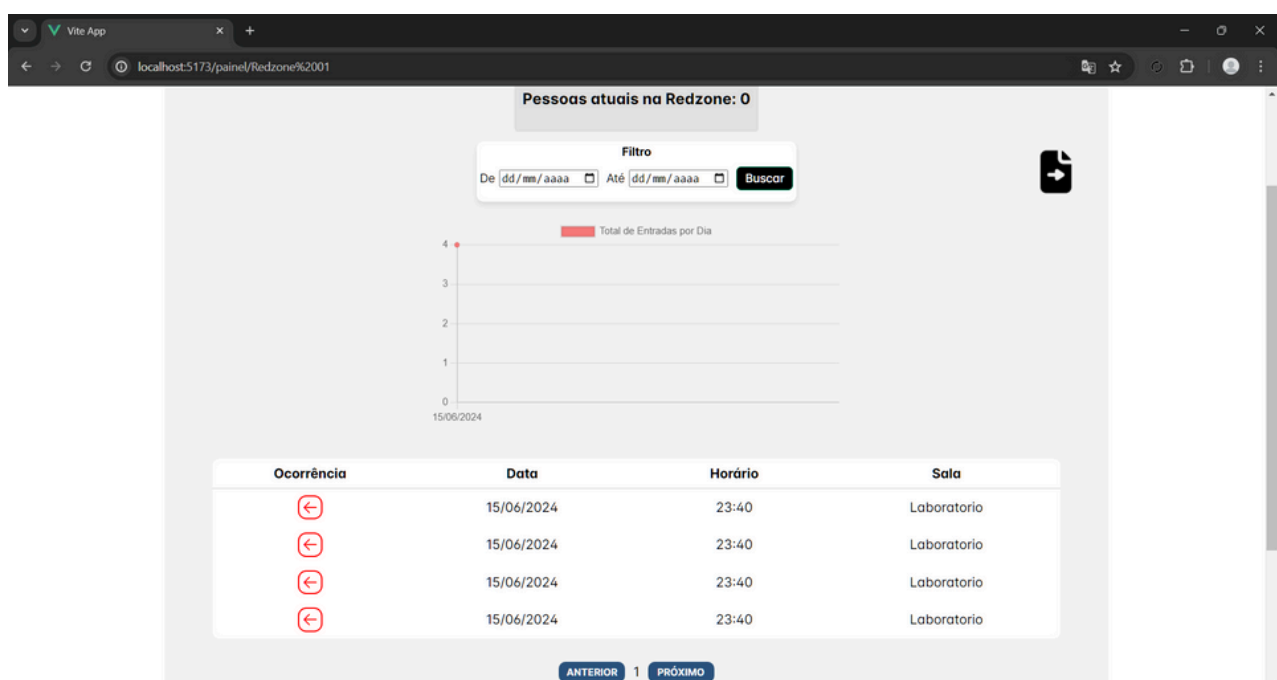 Vite App
localhost:5173/painel/Redzone%2001
Pessoas atuais na Redzone: 0
Filtro
De dd/mm/aaaa Até dd/mm/aaaa Buscar
Total de Entradas por Dia
4
3
2
1
0
15/06/2024
Ocorrência Data Horário Sala
15/06/2024 23:40 Laboratorio
15/06/2024 23:40 Laboratorio
15/06/2024 23:40 Laboratorio
15/06/2024 23:40 Laboratorio
ANTERIOR 1 PRÓXIMO